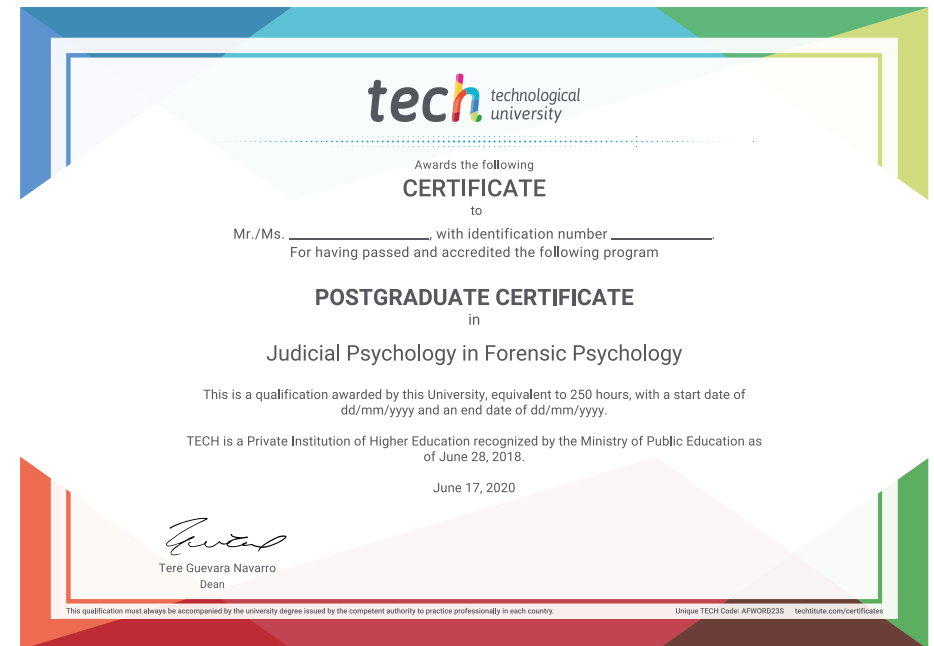 tech technological
university
Awards the following
CERTIFICATE
to
Mr./Ms. ____________________, with identification number ______________.
For having passed and accredited the following program
POSTGRADUATE CERTIFICATE
in
Judicial Psychology in Forensic Psychology
This is a qualification awarded by this University, equivalent to 250 hours, with a start date of
dd/mm/yyyy and an end date of dd/mm/yyyy.
TECH is a Private Institution of Higher Education recognized by the Ministry of Public Education as
of June 28, 2018.
June 17, 2020
Tere Guevara Navarro
Dean
This qualification must always be accompanied by the university degree issued by the competent authority to practice professionally in each country.
Unique TECH Code: AFWORD23S techtitute.com/certificates